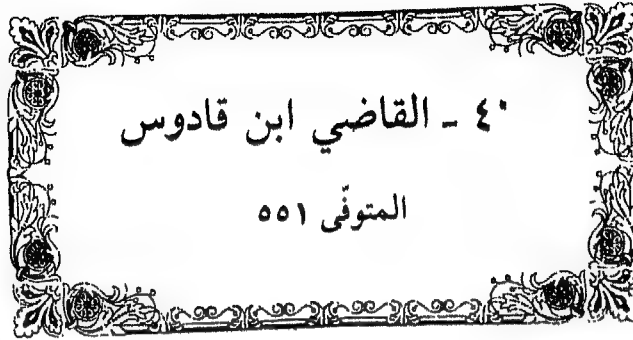 ٤٠ - القاضي ابن قادوس
المتوفّى ٥٥١